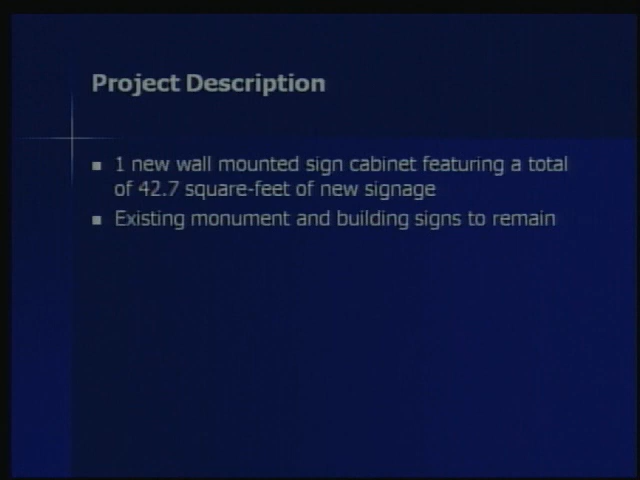 Project Description
▪ 1 new wall mounted sign cabinet featuring a total
of 42.7 square-feet of new signage
▪ Existing monument and building signs to remain